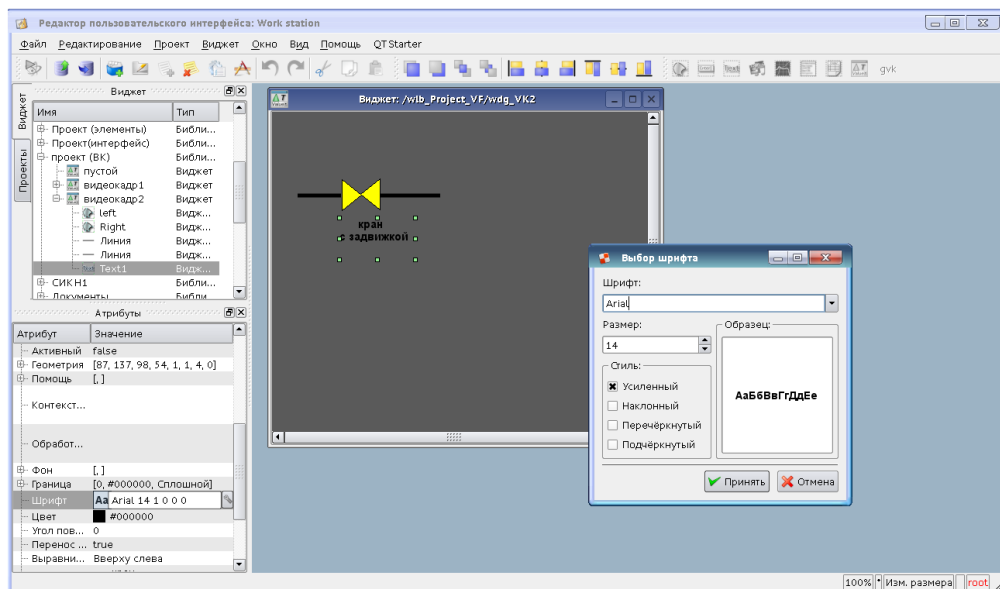 Редактор пользовательского интерфейса: Work station
Файл Редактирование Проект Виджет Окно Вид Помощь QTStarter
gvk
Виджет
Проекты
Виджет
Имя Тип
Проект (элементы) Библи...
Проект(интерфейс) Библи...
проект (ВК) Библи...
пустой Виджет
видеокадр1 Виджет
видеокадр2 Виджет
left Видж...
Right Видж...
Линия Видж...
Линия Видж...
Text1 Видж...
СИКН1 Библи...
Документы Библи
Атрибуты
Атрибут Значение
Активный false
Геометрия [87, 137, 98, 54, 1, 1, 4, 0]
Помощь [, ]
Контекст...
Обработ...
Фон [, ]
Граница [0, #000000, Сплошной]
Шрифт Aa Arial 14 1 0 0 0
Цвет #000000
Угол пов... 0
Перенос ... true
Выравни... Вверху слева
Виджет: /wlb_Project_VF/wdg_VK2
кран
с задвижкой
Выбор шрифта
Шрифт:
Arial
Размер:
14
Стиль:
Усиленный
Наклонный
Перечёркнутый
Подчёркнутый
Образец:
АаБбВвГгДдЕе
Принять Отмена
100% * Изм. размера root